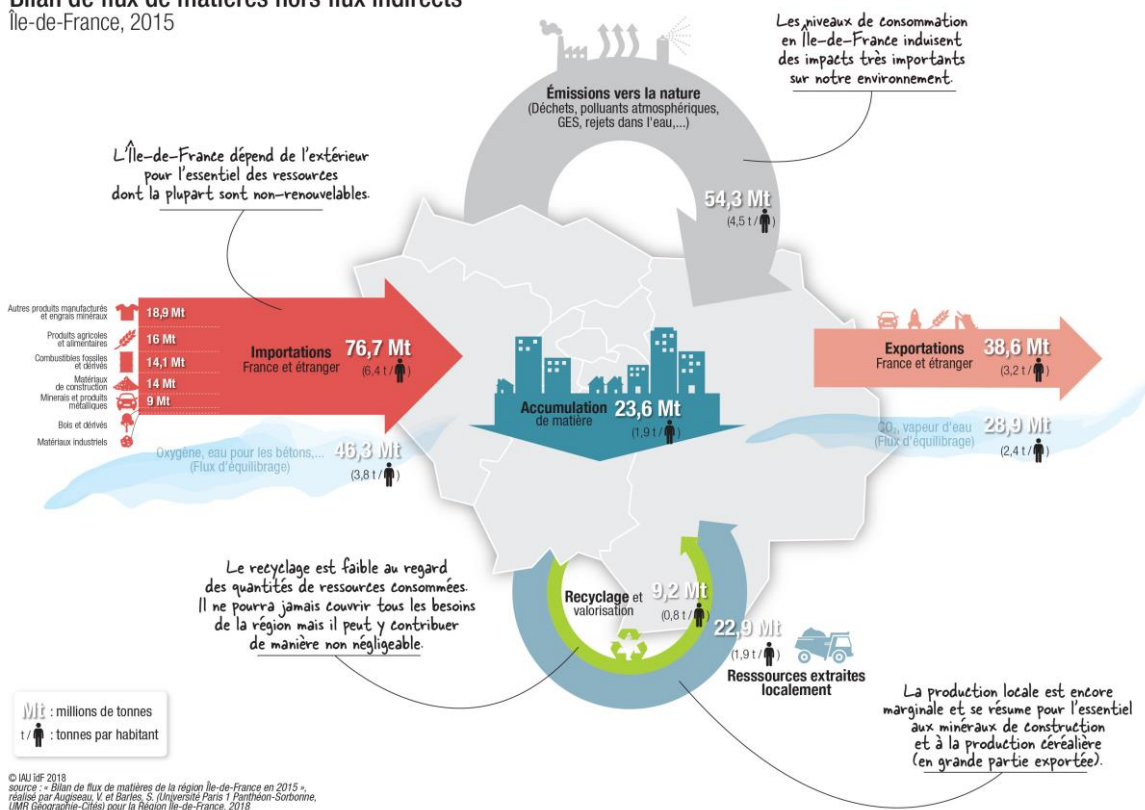 Bilan de flux de matières hors flux indirects
Île-de-France, 2015
Les niveaux de consommation
en Île-de-France induisent
des impacts très importants
sur notre environnement.
Émissions vers la nature
(Déchets, polluants atmosphériques,
GES, rejets dans l'eau,...)
54,3 Mt
(4,5 t/)
L'Île-de-France dépend de l'extérieur
pour l'essentiel des ressources
dont la plupart sont non-renouvelables.
Autres produits manufacturés
et engrais minéraux
18,9 Mt
Produits agricoles
et alimentaires
16 Mt
Combustibles fossiles
et dérivés
14,1 Mt
Matériaux
de construction
14 Mt
Minerais et produits
métalliques
9 Mt
Bois et dérivés
Matériaux industriels
Importations
France et étranger
76,7 Mt
(6,4 t/)
Oxygène, eau pour les bétons,...
(Flux d'équilibrage)
46,3 Mt
(3,8 t/)
Accumulation
de matière
23,6 Mt
(1,9 t/)
Exportations
France et étranger
38,6 Mt
(3,2 t/)
CO₂, vapeur d'eau
(Flux d'équilibrage)
28,9 Mt
(2,4 t/)
Le recyclage est faible au regard
des quantités de ressources consommées.
Il ne pourra jamais couvrir tous les besoins
de la région mais il peut y contribuer
de manière non négligeable.
Recyclage et
valorisation
9,2 Mt
(0,8 t/)
22,9 Mt
(1,9 t/)
Resssources extraites
localement
La production locale est encore
marginale et se résume pour l'essentiel
aux minéraux de construction
et à la production céréalière
(en grande partie exportée).
Mt : millions de tonnes
t/ : tonnes par habitant
© IAU îdF 2018
source : « Bilan de flux de matières de la région Île-de-France en 2015 »,
réalisé par Augiseau, V. et Barles, S. (Université Paris 1 Panthéon-Sorbonne,
UMR Géographie-Cités) pour la Région Ile-de-France, 2018